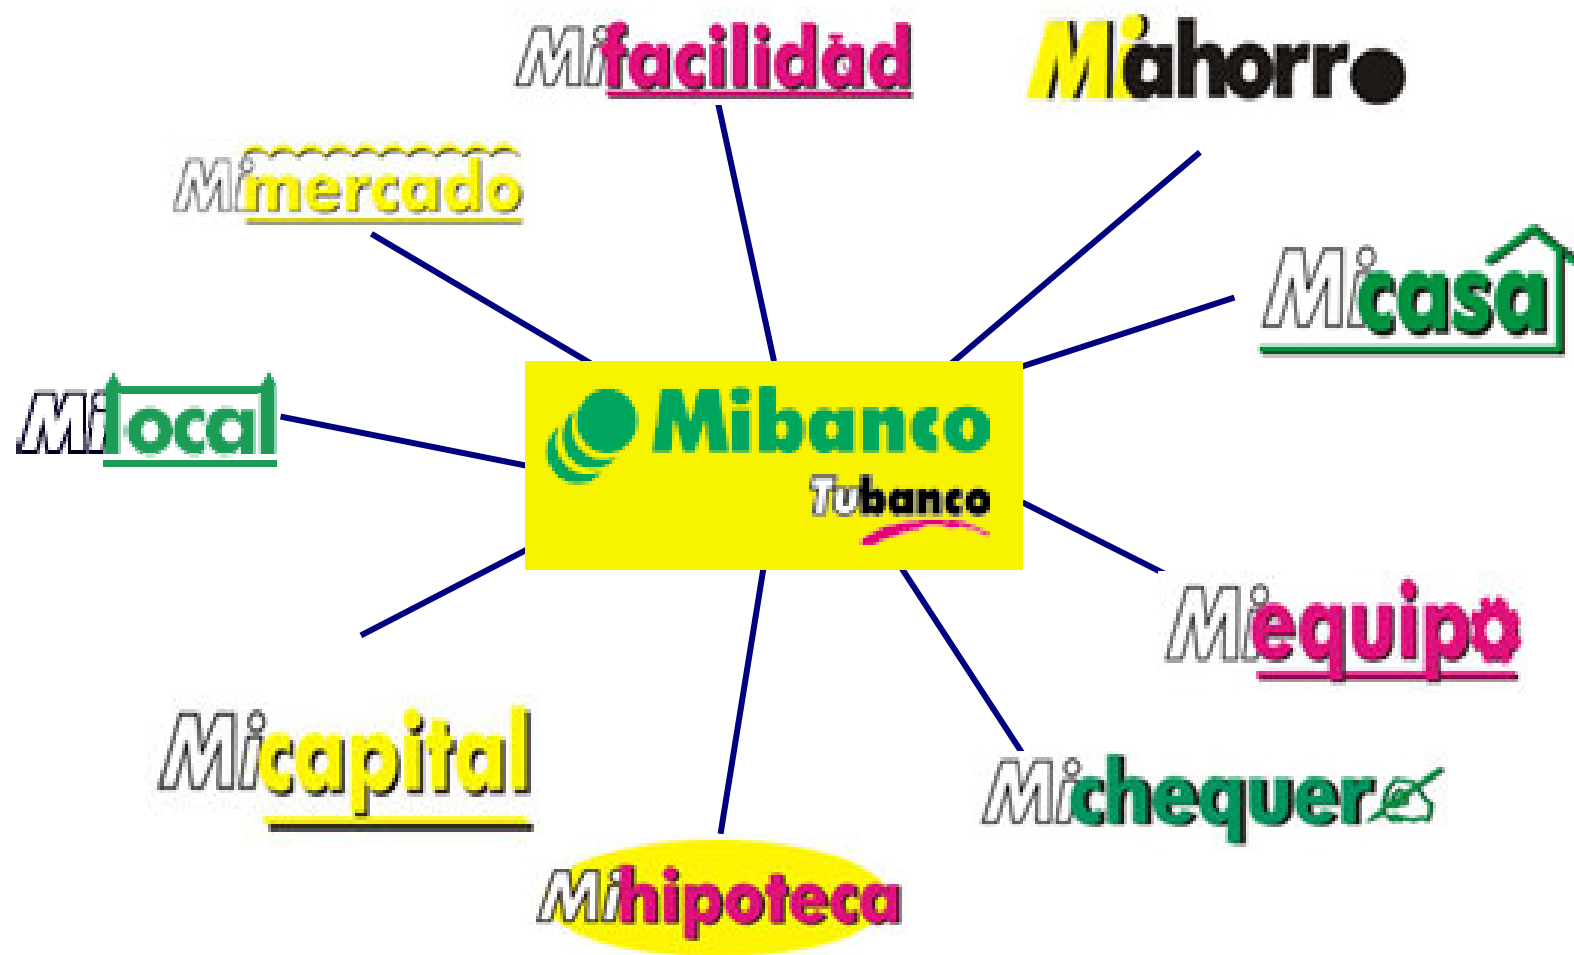 Mifacilidad
Miahorro
Mimercado
Micasa
Milocal
Mibanco
Tubanco
Miequipo
Micapital
Michequera
Mihipoteca